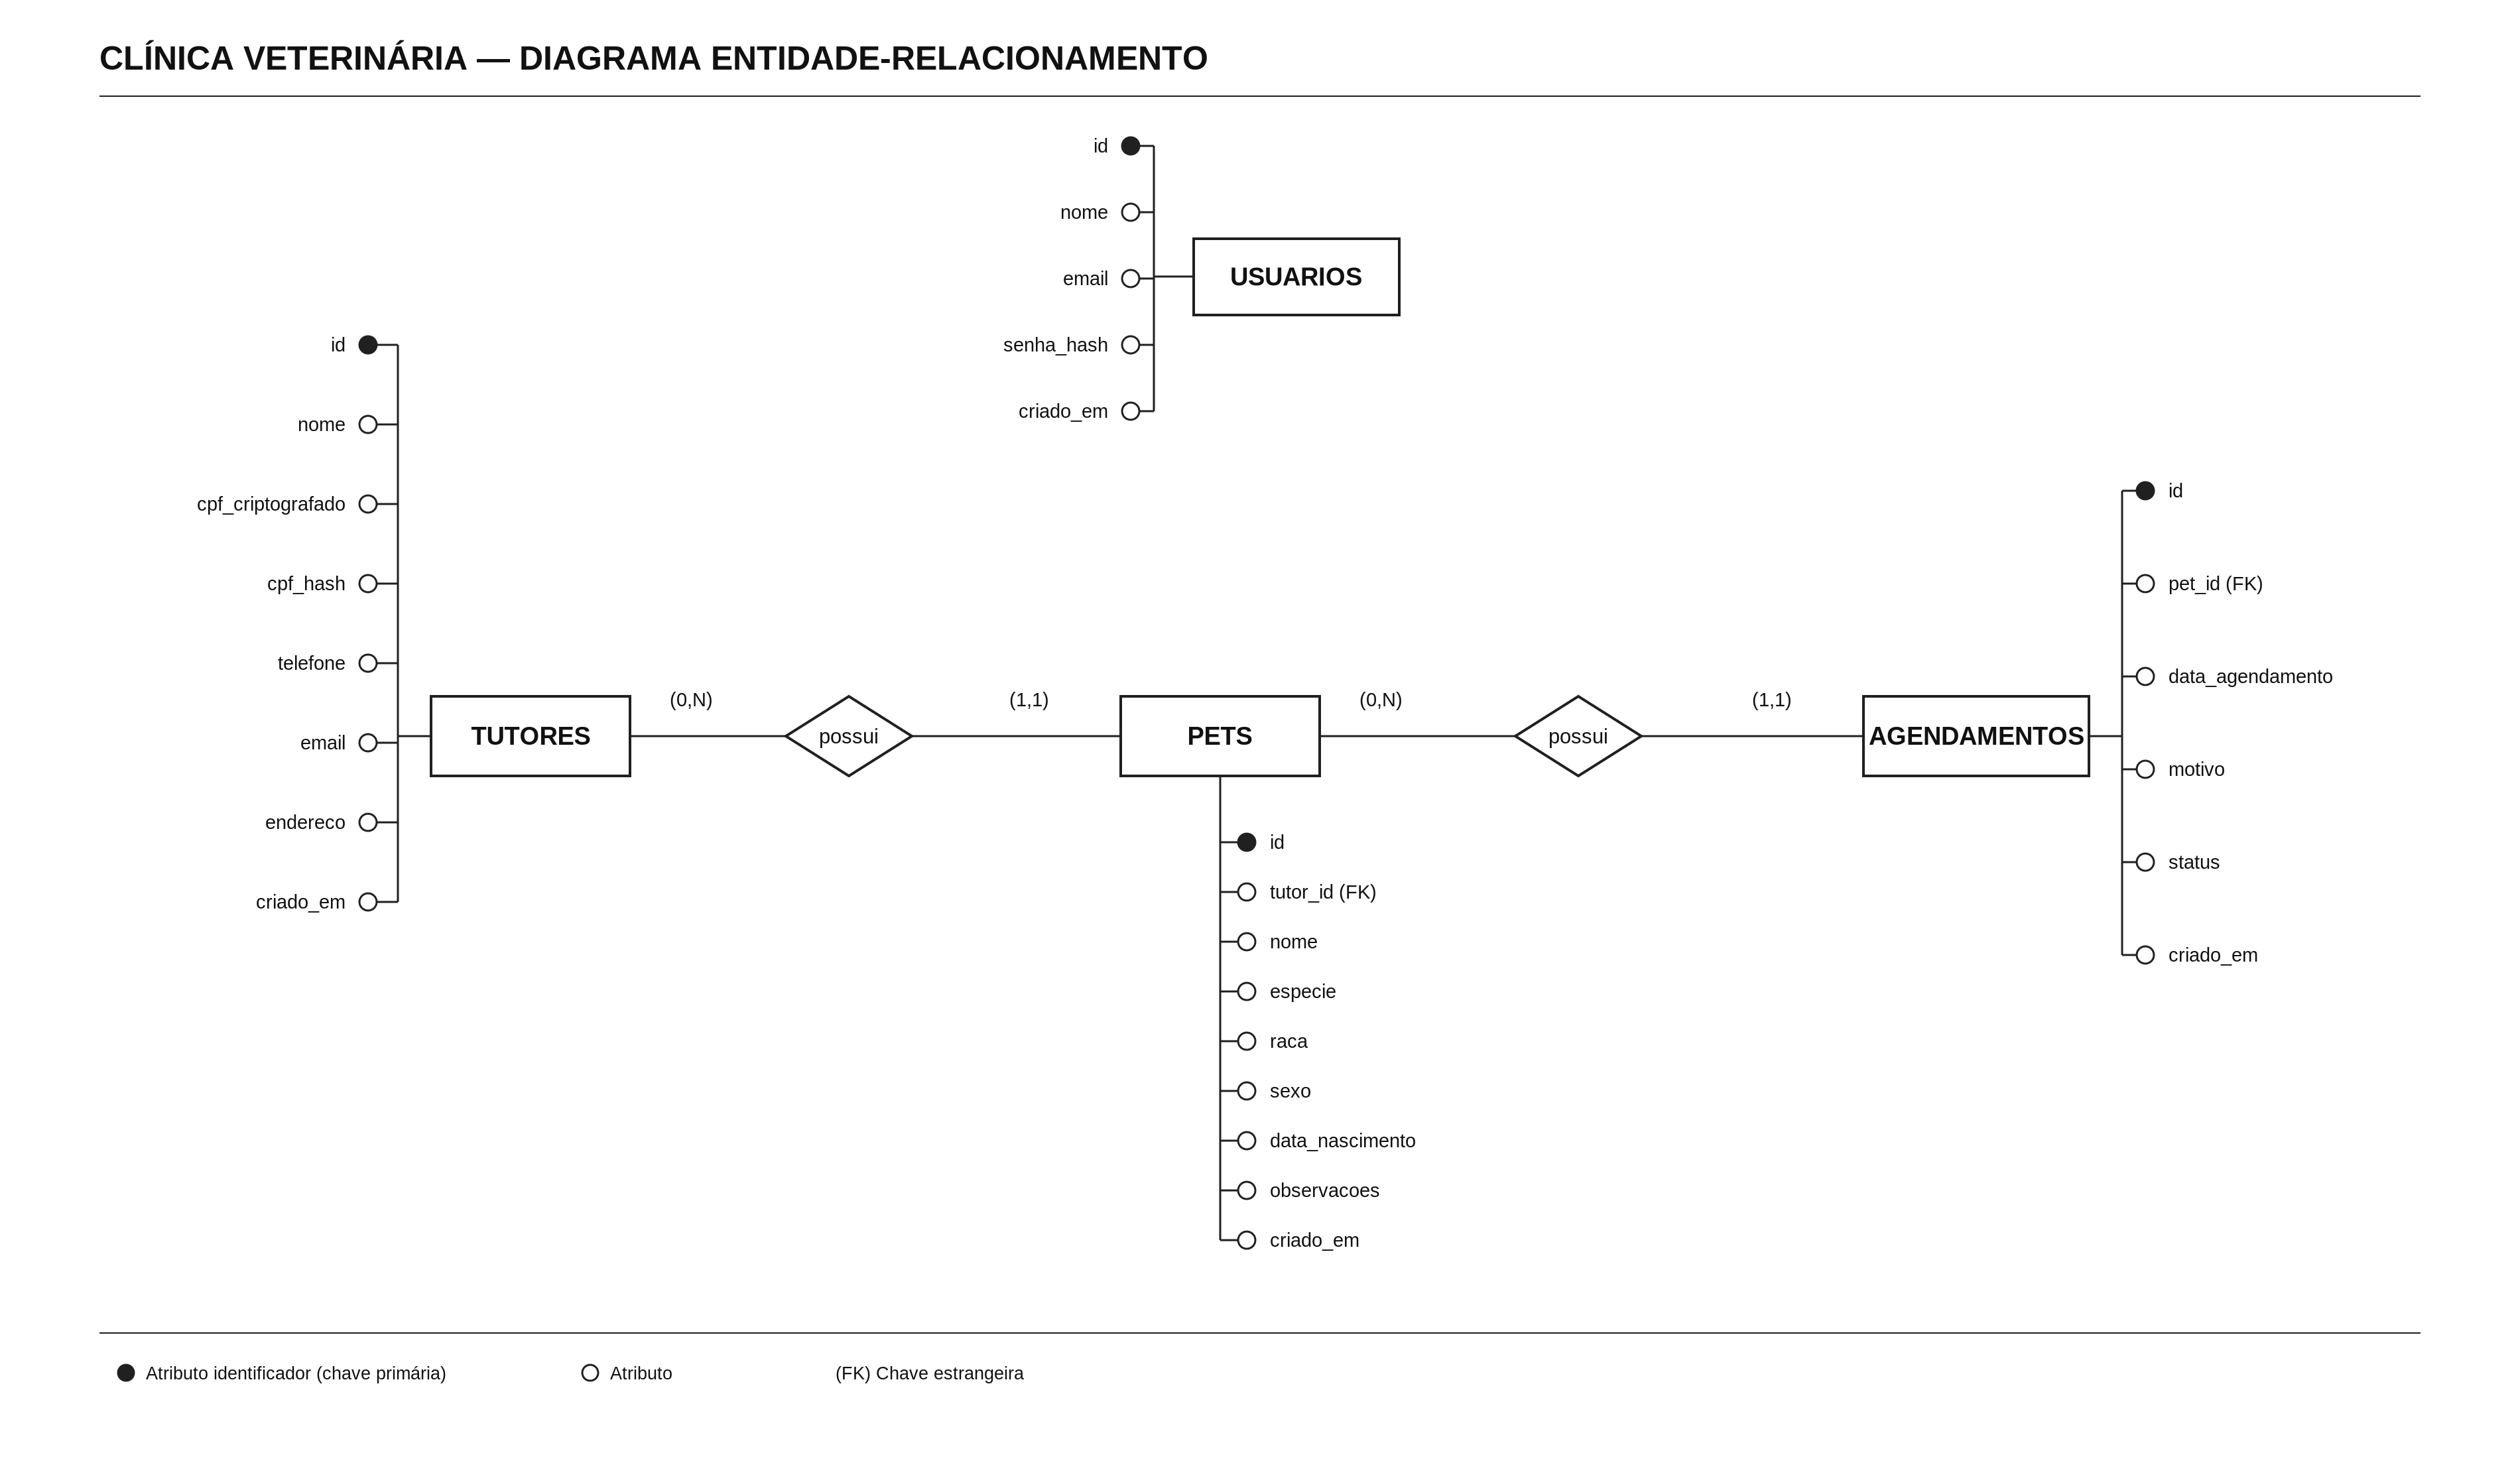 CLÍNICA VETERINÁRIA — DIAGRAMA ENTIDADE-RELACIONAMENTO
id
nome
email
senha_hash
criado_em
USUARIOS
id
nome
cpf_criptografado
cpf_hash
telefone
email
endereco
criado_em
TUTORES
(0,N)
possui
(1,1)
PETS
(0,N)
possui
(1,1)
AGENDAMENTOS
id
pet_id (FK)
data_agendamento
motivo
status
criado_em
id
tutor_id (FK)
nome
especie
raca
sexo
data_nascimento
observacoes
criado_em
Atributo identificador (chave primária)
Atributo
(FK) Chave estrangeira